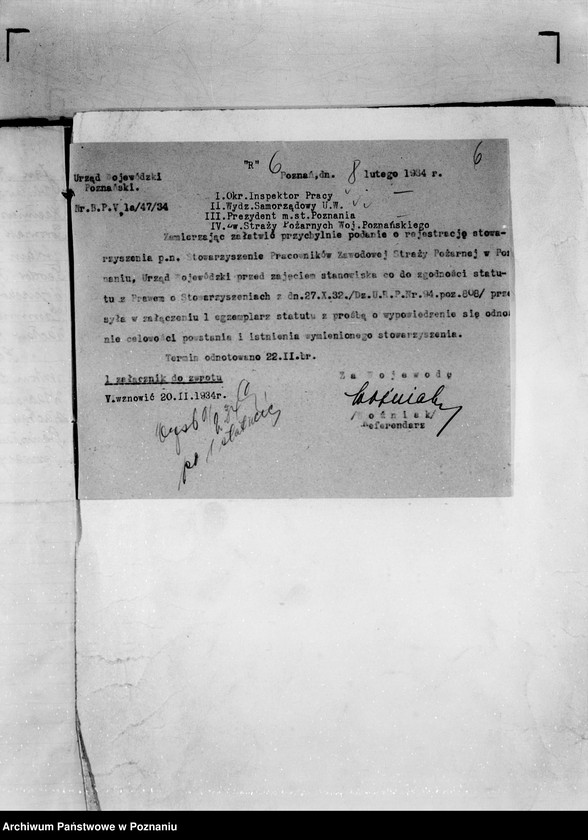 "R" 6 6
Urząd Wojewódzki Poznań,dn. 8 lutego 1934 r.
Poznański.
Nr.B.P.V 1a/47/34
I.Okr.Inspektor Pracy
II.Wydz.Samorządowy U.W.
III.Prezydent m.st.Poznania
IV.Zw.Straży Pożarnych Woj.Poznańskiego
Zamierzając załatwić przychylnie podanie o rejestrację stowa-
rzyszenia p.n. Stowarzyszenie Pracowników Zawodowej Straży Pożarnej w Poz
naniu, Urząd Wojewódzki przed zajęciem stanowiska co do zgodności statu-
tu z Prawem o Stowarzyszeniach z dn.27.X.32./Dz.U.R.P.Nr.94.poz.808/ prze
syła w załączeniu 1 egzemplarz statutu z prośbą o wypowiedzenie się odnoś
nie celowości powstania i istnienia wymienionego stowarzyszenia.
Termin odnotowano 22.II.br.
1 załącznik do zwrotu Za Wojewodę
V.wznowić 20.II.1934r.
/Woźniak/
Referendarz
Archiwum Państwowe w Poznaniu